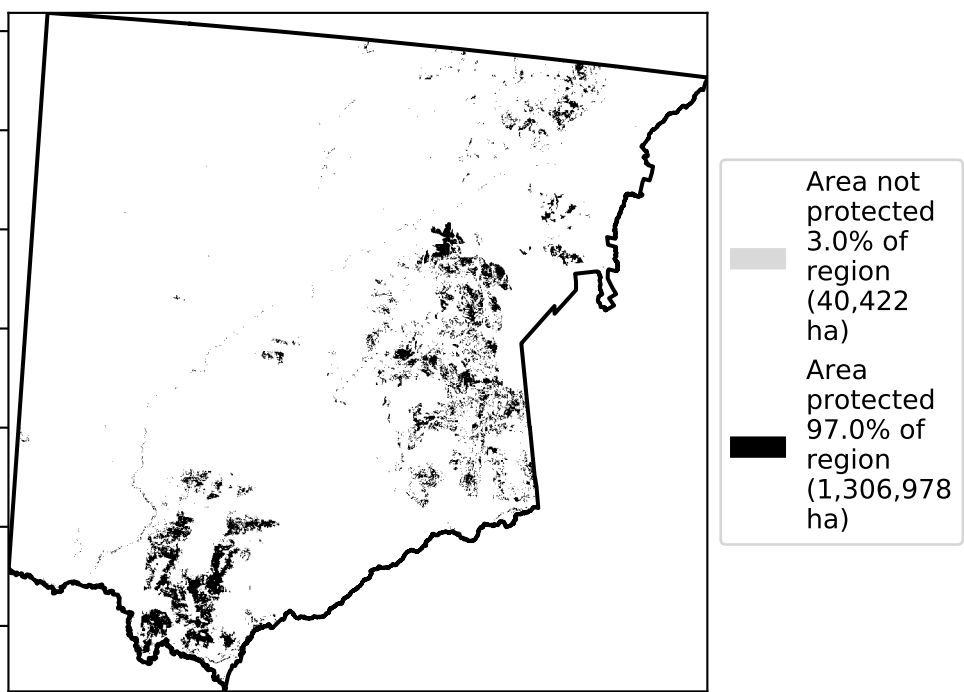 Area not
protected
3.0% of
region
(40,422
ha)
Area
protected
97.0% of
region
(1,306,978
ha)